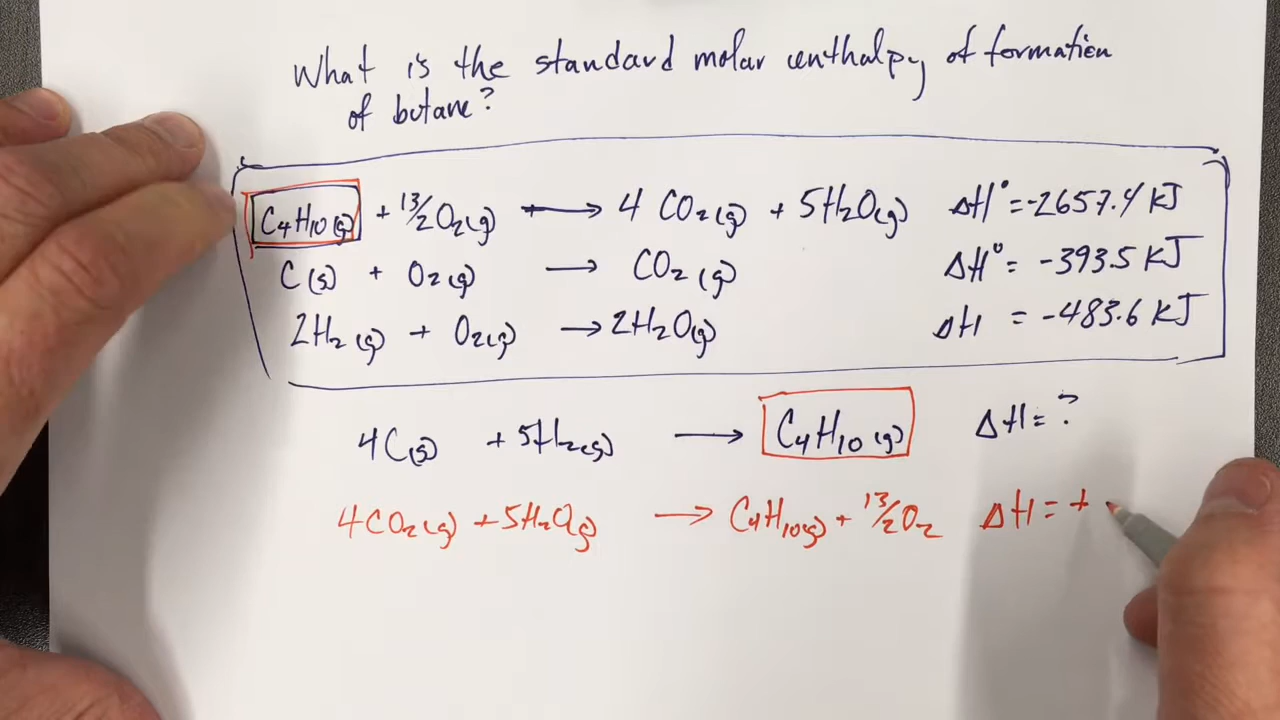 What is the standard molar enthalpy of formation
of butane?
C4H10(g) + 13/2 O2(g) → 4 CO2(g) + 5H2O(g) ΔH° = -2657.4 KJ
C(s) + O2(g) → CO2(g) ΔH° = -393.5 KJ
2H2(g) + O2(g) → 2H2O(g) ΔH = -483.6 KJ
4C(s) + 5H2(g) → C4H10(g) ΔH = ?
4CO2(g) + 5H2O(g) → C4H10(g) + 13/2 O2 ΔH = +